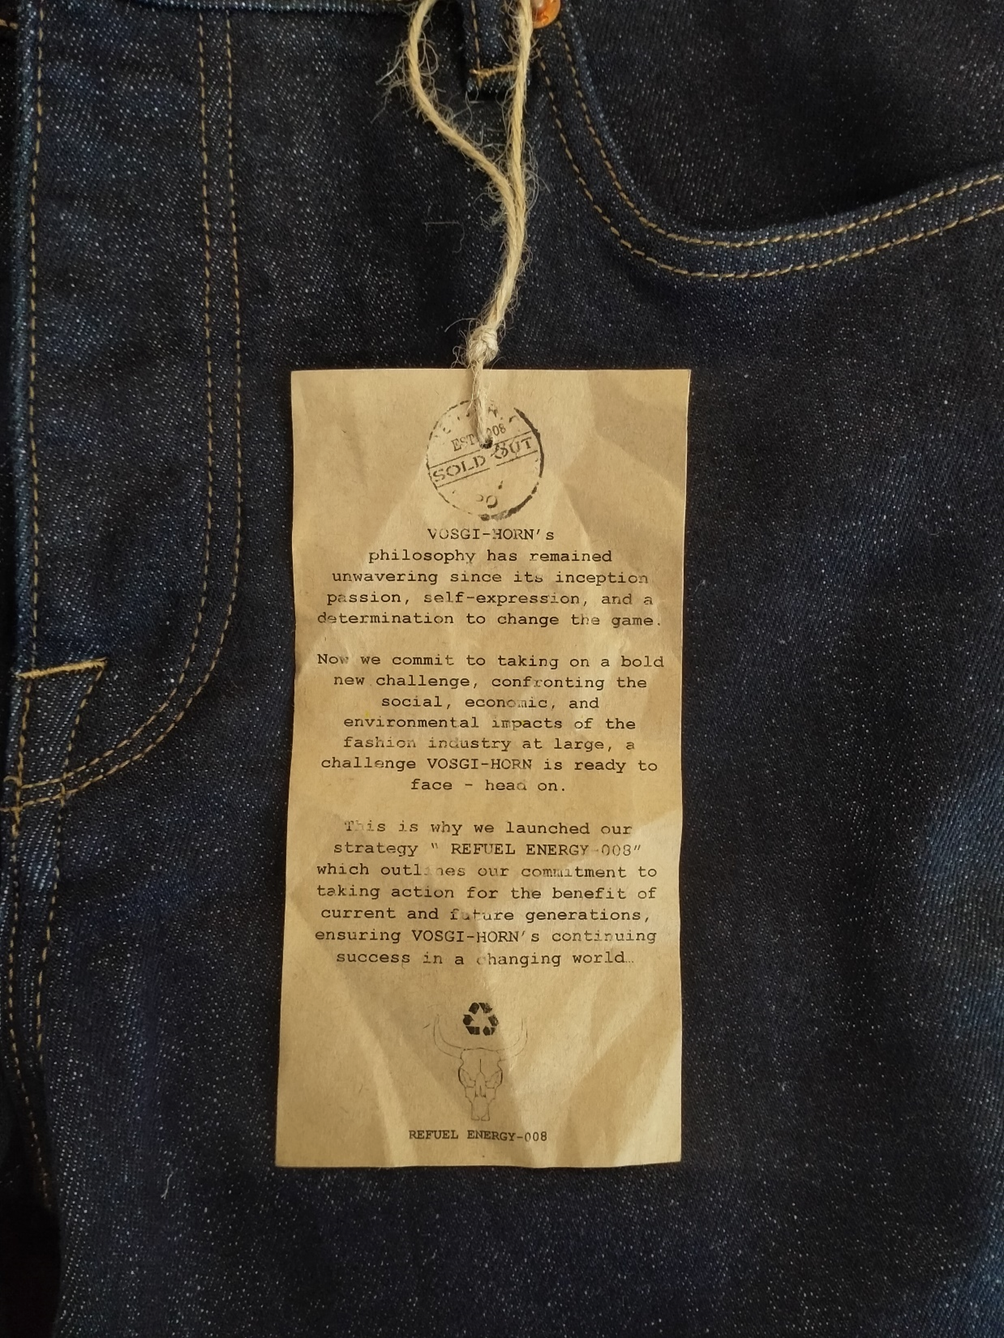 EST 008
SOLD OUT
VOSGI-HORN's
philosophy has remained
unwavering since its inception
passion, self-expression, and a
determination to change the game.
Now we commit to taking on a bold
new challenge, confronting the
social, economic, and
environmental impacts of the
fashion industry at large, a
challenge VOSGI-HORN is ready to
face - head on.
This is why we launched our
strategy " REFUEL ENERGY-008"
which outlines our commitment to
taking action for the benefit of
current and future generations,
ensuring VOSGI-HORN's continuing
success in a changing world…
REFUEL ENERGY-008